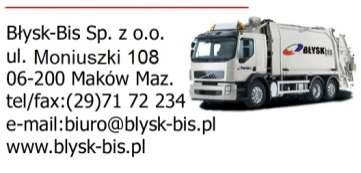 Błysk-Bis Sp. z o.o.
ul. Moniuszki 108
06-200 Maków Maz.
tel/fax:(29)71 72 234
e-mail:biuro@blysk-bis.pl
www.blysk-bis.pl
BŁYSKbis